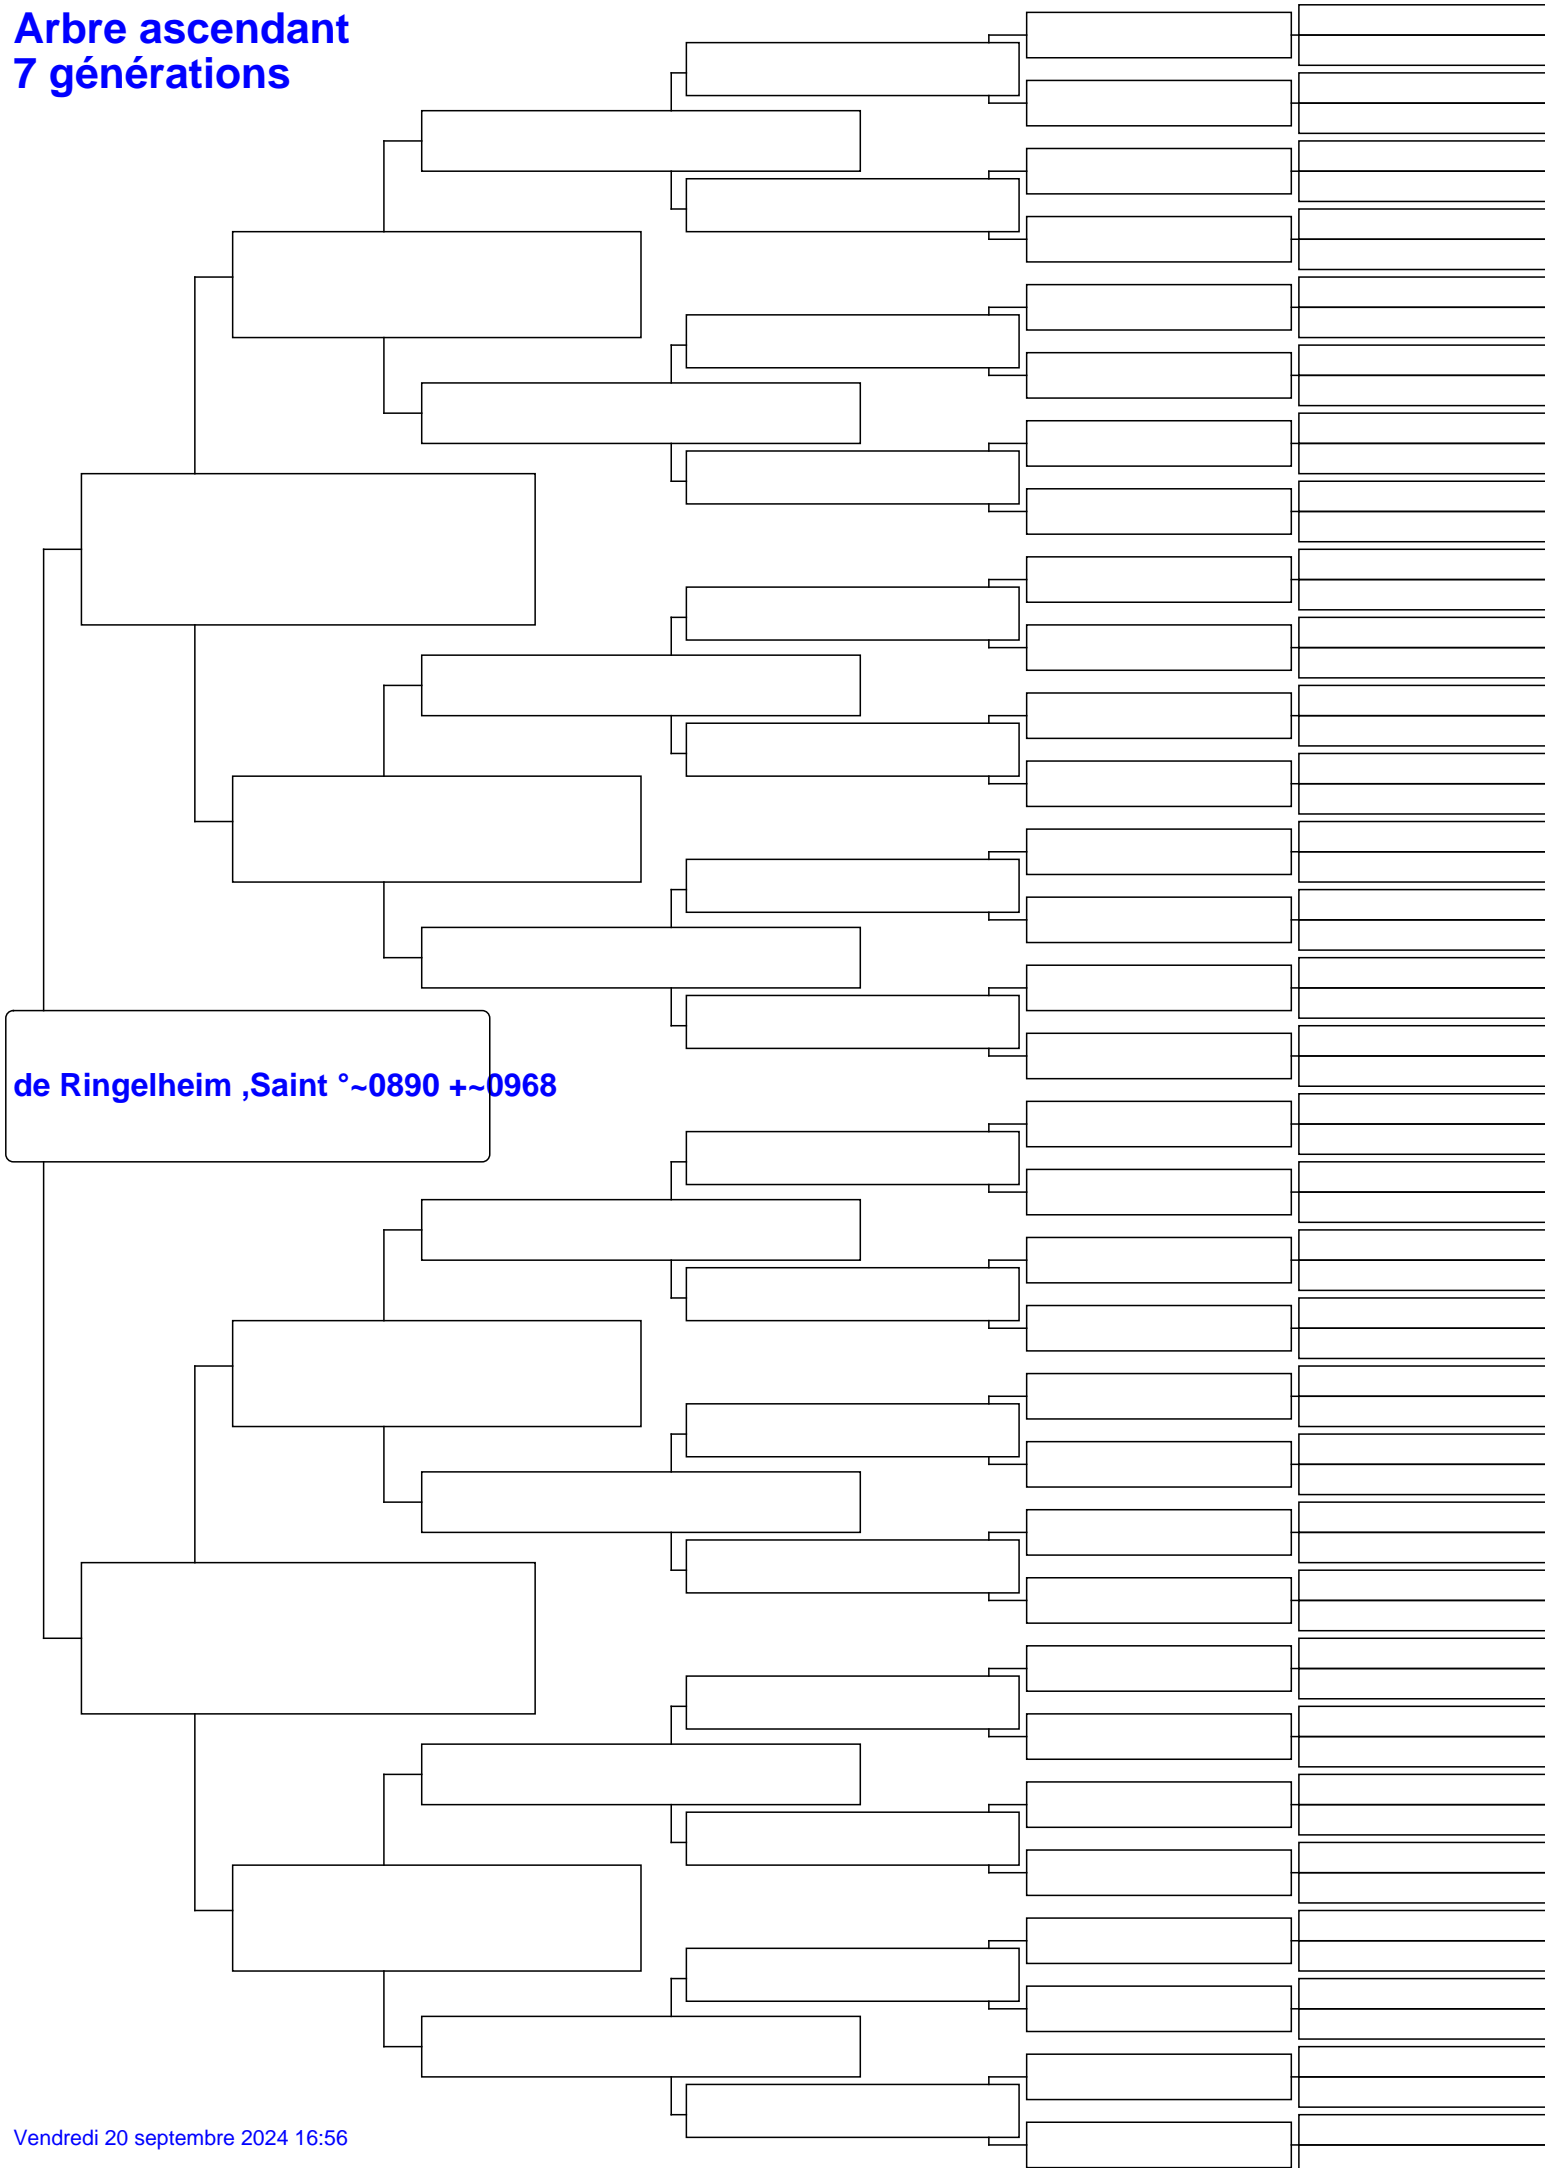 Arbre ascendant
7 générations
de Ringelheim ,Saint °~0890 +~0968
Vendredi 20 septembre 2024 16:56